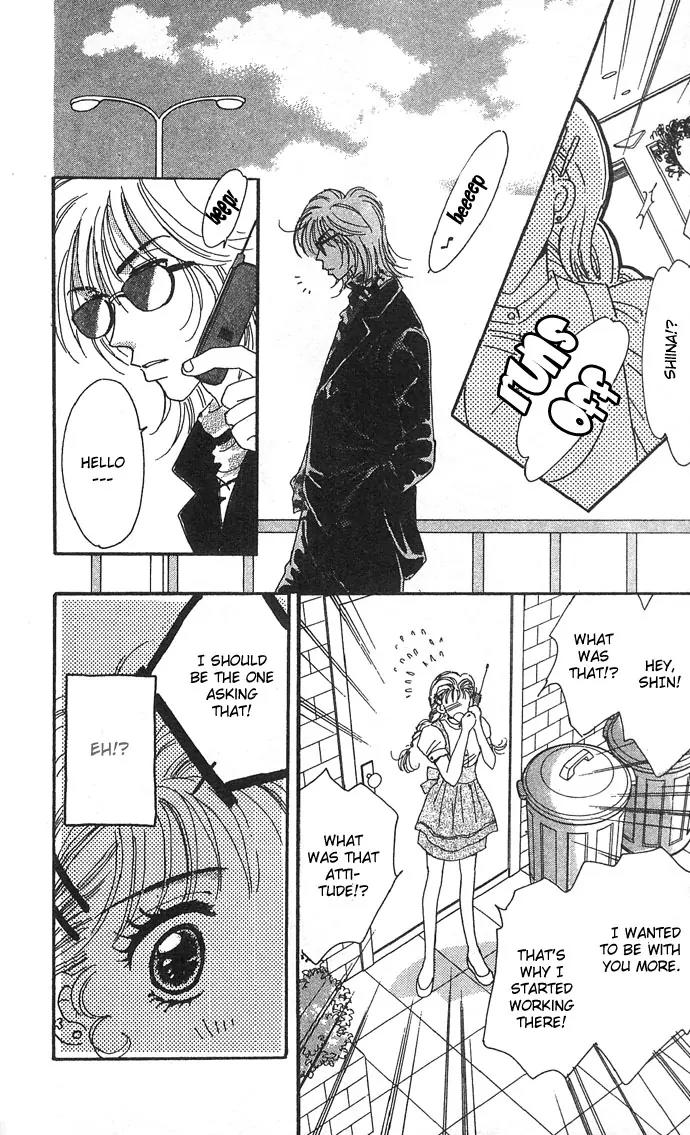 SHIINA!?
runs
off
beeeep
beep!
HELLO
---
HEY,
SHIN!
WHAT
WAS
THAT!?
WHAT
WAS THAT
ATTI-
TUDE!?
I WANTED
TO BE WITH
YOU MORE.
THAT'S
WHY I
STARTED
WORKING
THERE!
I SHOULD
BE THE ONE
ASKING
THAT!
EH!?